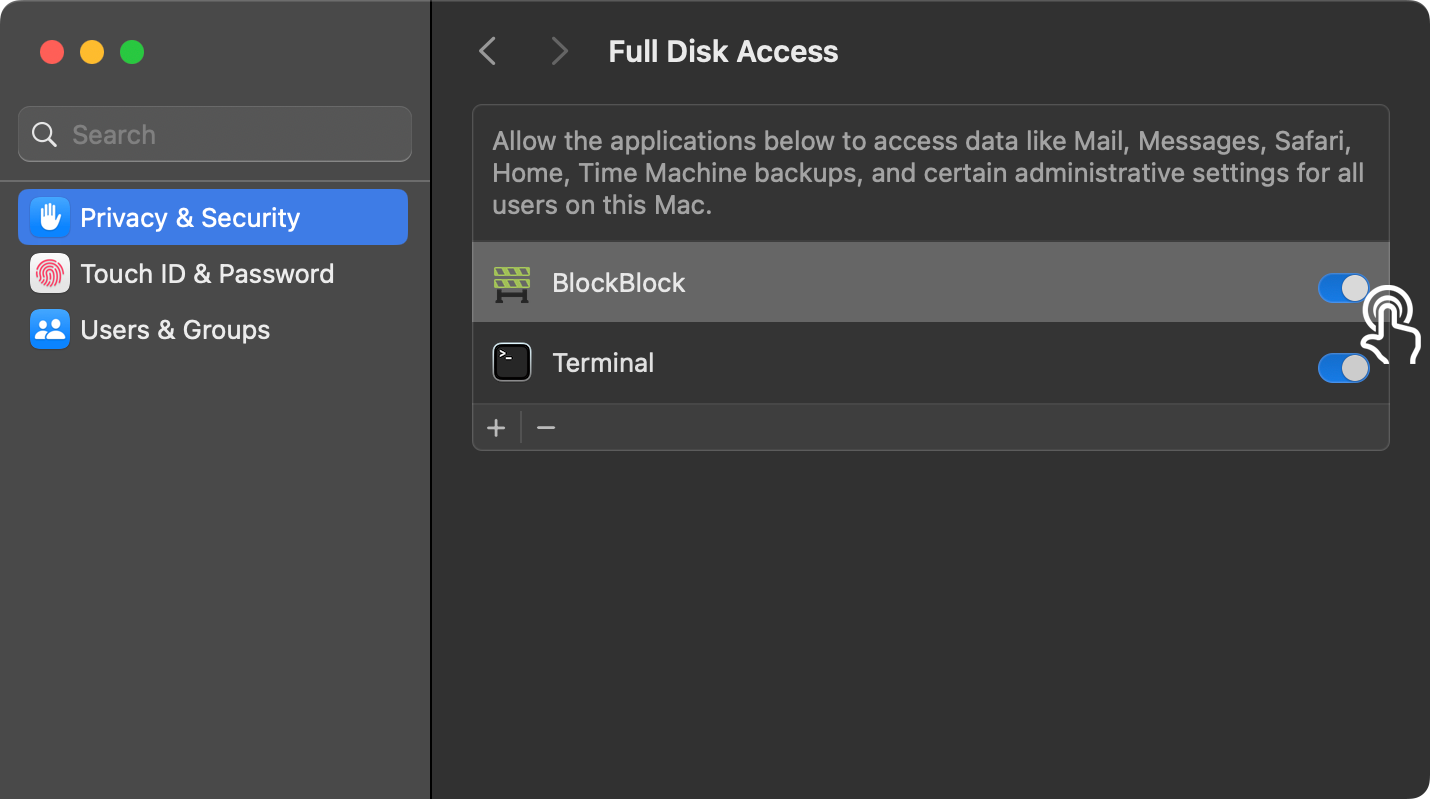 Full Disk Access
Search
Privacy & Security
Touch ID & Password
Users & Groups
Allow the applications below to access data like Mail, Messages, Safari,
Home, Time Machine backups, and certain administrative settings for all
users on this Mac.
BlockBlock
>_
Terminal